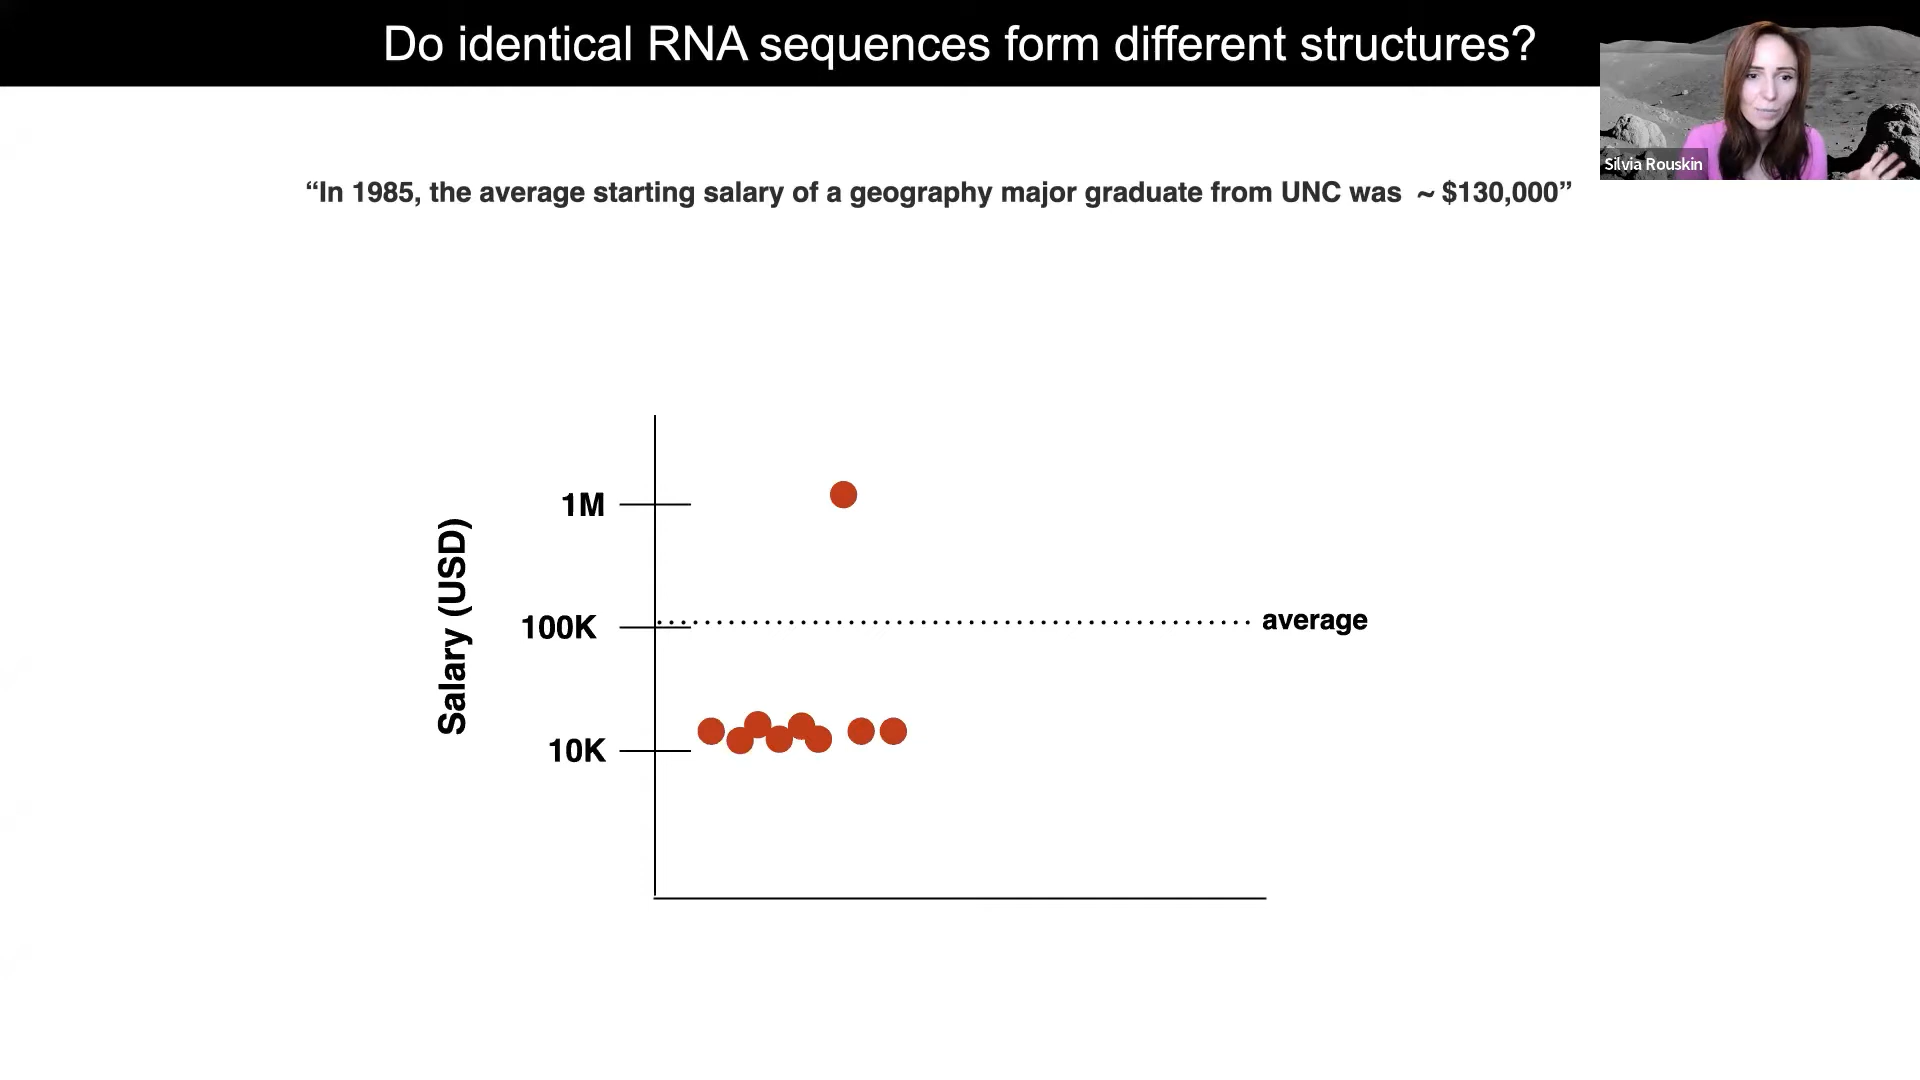 Do identical RNA sequences form different structures?
Silvia Rouskin
“In 1985, the average starting salary of a geography major graduate from UNC was ~ $130,000”
1M
Salary (USD)
100K
average
10K